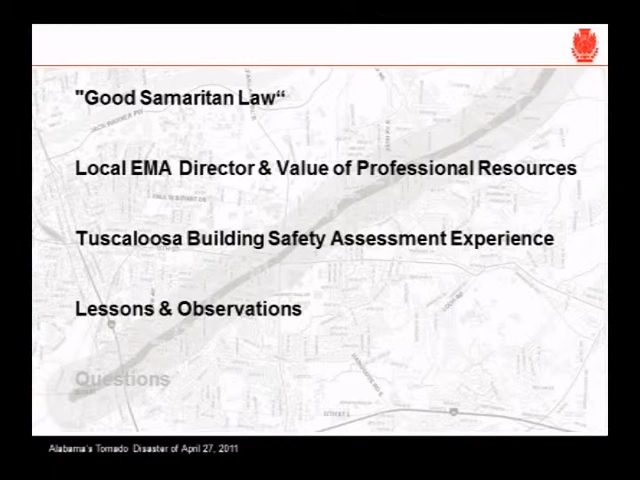 "Good Samaritan Law“
Local EMA Director & Value of Professional Resources
Tuscaloosa Building Safety Assessment Experience
Lessons & Observations
Questions
Alabama's Tornado Disaster of April 27, 2011